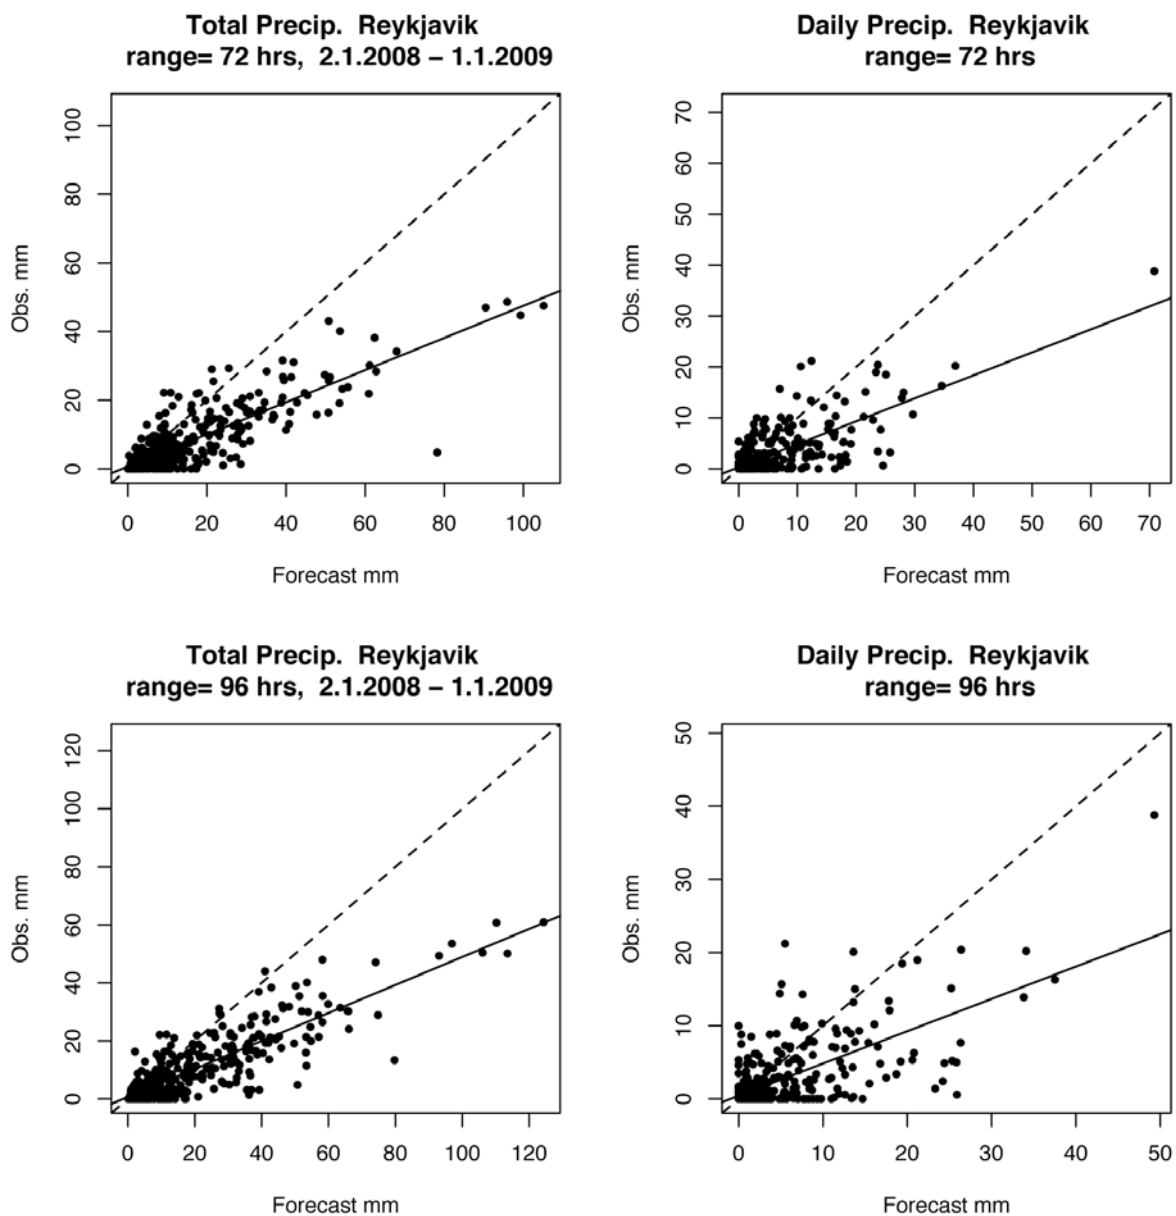 Total Precip. Reykjavik
range= 72 hrs, 2.1.2008 – 1.1.2009
Obs. mm
100
80
60
40
20
0
0 20 40 60 80 100
Forecast mm
Daily Precip. Reykjavik
range= 72 hrs
Obs. mm
70
60
50
40
30
20
10
0
0 10 20 30 40 50 60 70
Forecast mm
Total Precip. Reykjavik
range= 96 hrs, 2.1.2008 – 1.1.2009
Obs. mm
120
100
80
60
40
20
0
0 20 40 60 80 100 120
Forecast mm
Daily Precip. Reykjavik
range= 96 hrs
Obs. mm
50
40
30
20
10
0
0 10 20 30 40 50
Forecast mm